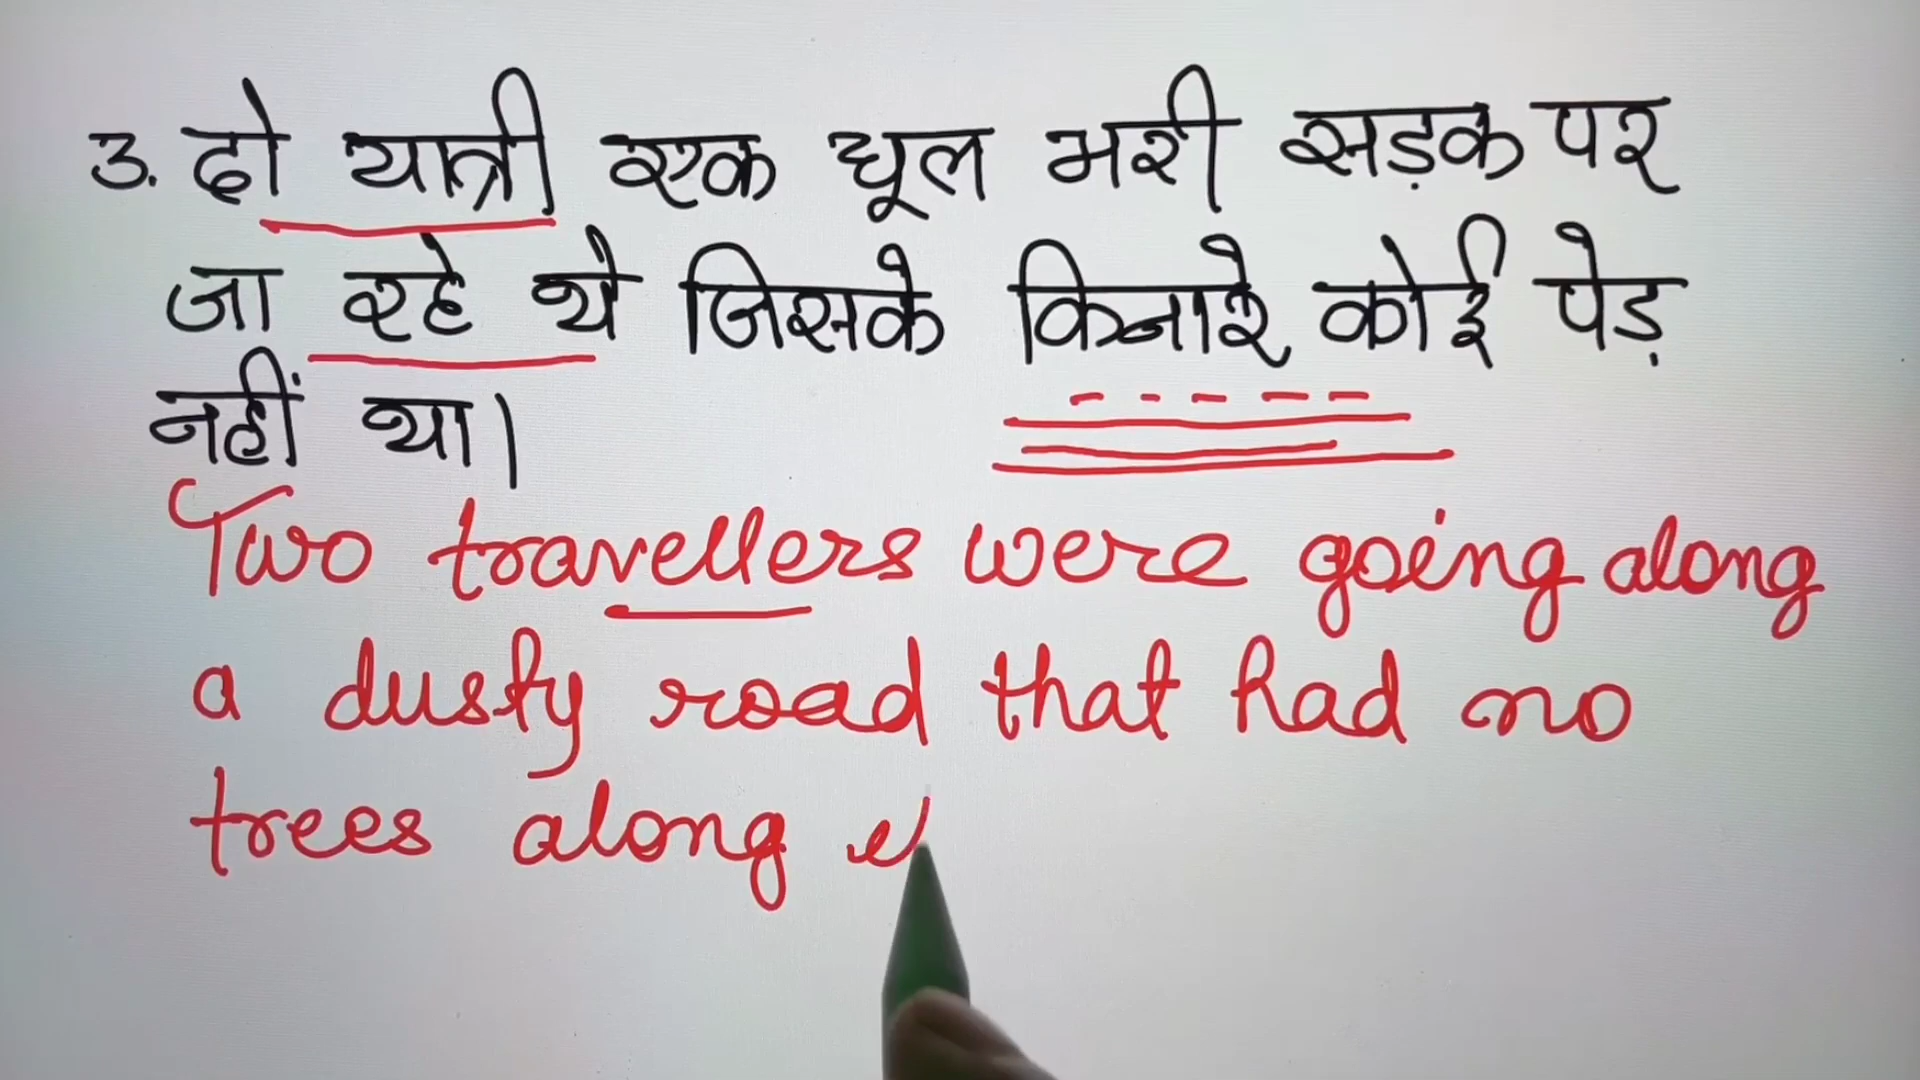 3. दो यात्री एक धूल भरी सड़क पर
जा रहे थे जिसके किनारे कोई पेड़
नहीं था।
Two travellers were going along
a dusty road that had no
trees along